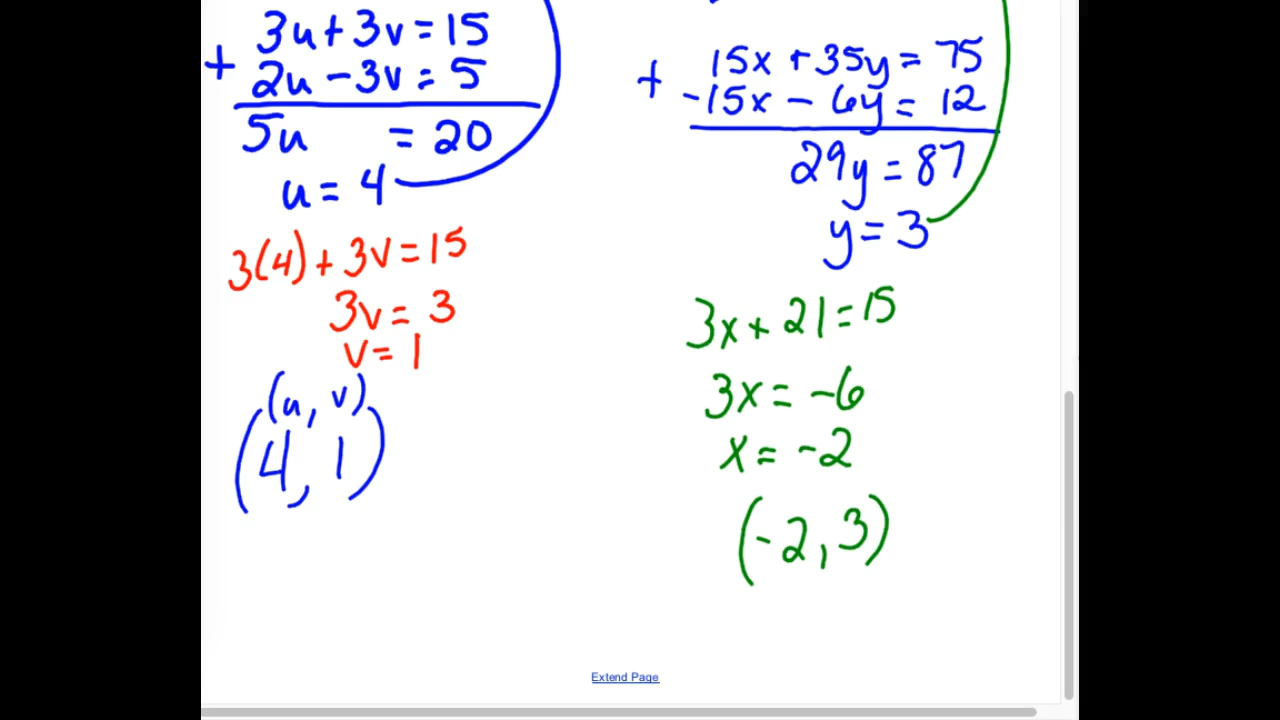 3u + 3v = 15
+ 2u - 3v = 5
5u = 20
u = 4
3(4) + 3v = 15
3v = 3
v = 1
(u, v)
(4, 1)
15x + 35y = 75
+ -15x - 6y = 12
29y = 87
y = 3
3x + 21 = 15
3x = -6
x = -2
(-2, 3)
Extend Page